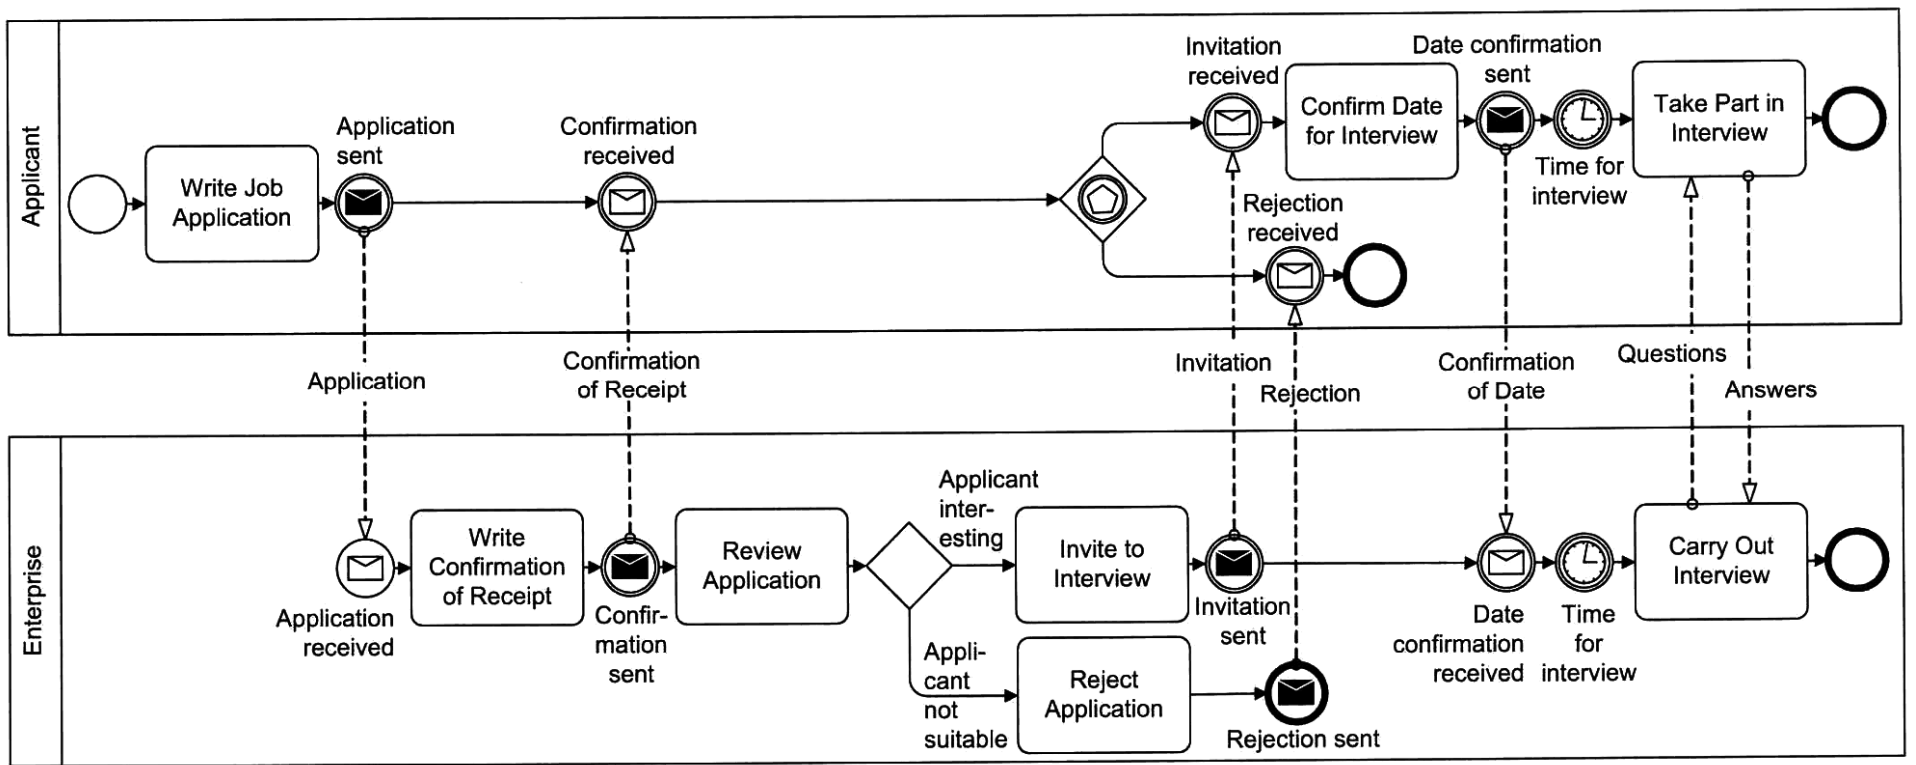 Applicant
Write Job
Application
Application
sent
Confirmation
received
Invitation
received
Confirm Date
for Interview
Date confirmation
sent
Time for
interview
Take Part in
Interview
Rejection
received
Application
Confirmation
of Receipt
Invitation
Rejection
Confirmation
of Date
Questions
Answers
Enterprise
Application
received
Write
Confirmation
of Receipt
Confir-
mation
sent
Review
Application
Applicant
inter-
esting
Appli-
cant
not
suitable
Invite to
Interview
Invitation
sent
Reject
Application
Rejection sent
Date
confirmation
received
Time
for
interview
Carry Out
Interview